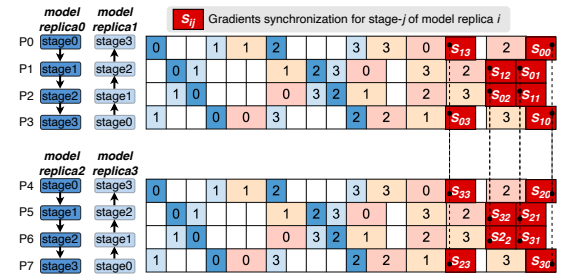 model model
replica0 replica1
Sij Gradients synchronization for stage-j of model replica i
P0 stage0 stage3 0 1 1 2 3 3 0 S13 2 S00
P1 stage1 stage2 0 1 1 2 3 0 3 2 S12 S01
P2 stage2 stage1 1 0 0 3 2 1 2 3 S02 S11
P3 stage3 stage0 1 0 0 3 2 2 1 0 S03 3 S10
model model
replica2 replica3
P4 stage0 stage3 0 1 1 2 3 3 0 S33 2 S20
P5 stage1 stage2 0 1 1 2 3 0 3 2 S32 S21
P6 stage2 stage1 1 0 0 3 2 1 2 3 S22 S31
P7 stage3 stage0 1 0 0 3 2 2 1 0 S23 3 S30